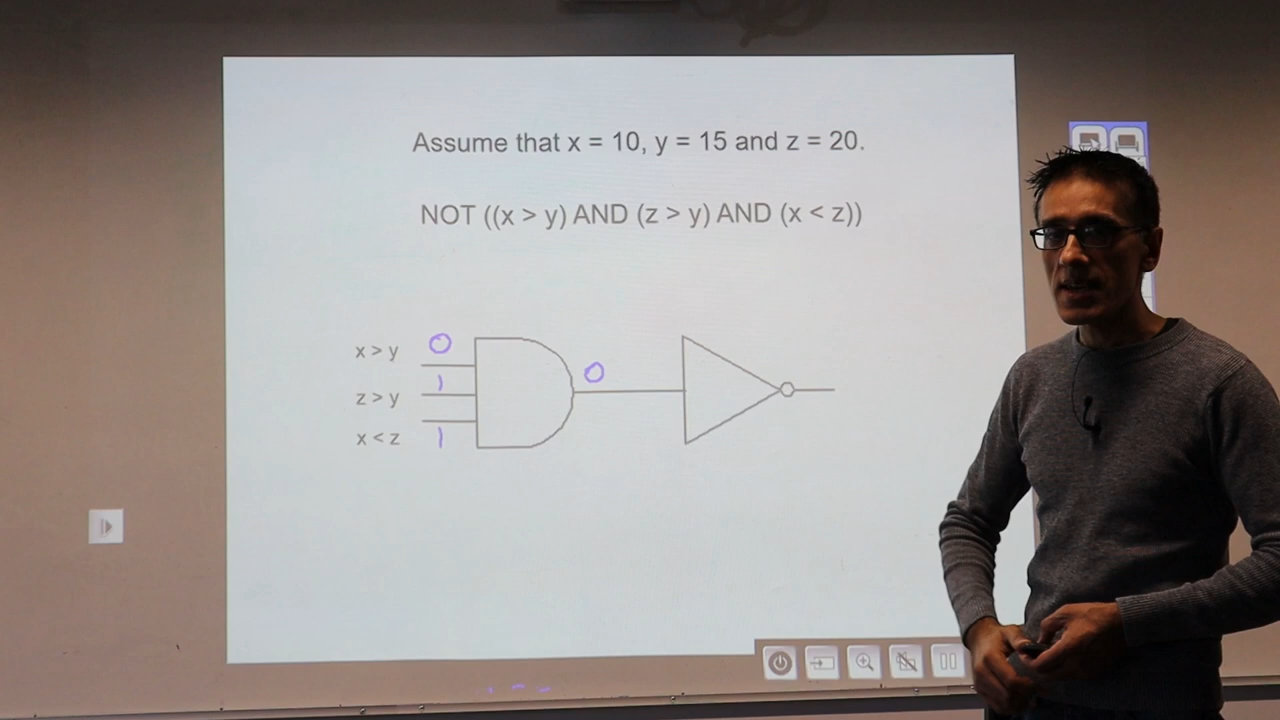 Assume that x = 10, y = 15 and z = 20.
NOT ((x > y) AND (z > y) AND (x < z))
x > y 0
0
z > y 1
x < z 1